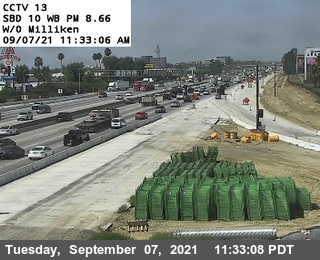 CCTV 13
SBD 10 WB PM 8.66
W/O Milliken
09/07/21 11:33:06 AM
Tuesday, September 07, 2021 11:33:08 PDT